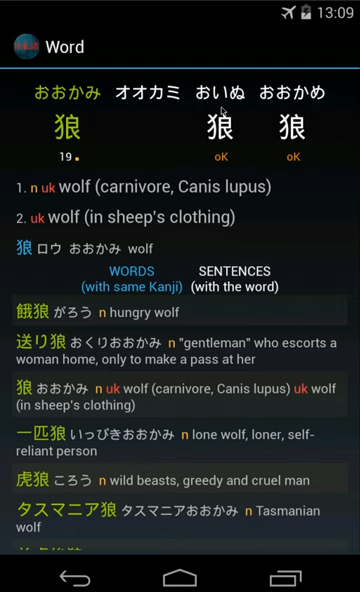 13:09
Word
おおかみ オオカミ おいぬ おおかめ
狼 狼 狼
19 oK oK
1. n uk wolf (carnivore, Canis lupus)
2. uk wolf (in sheep's clothing)
狼 ロウ おおかみ wolf
WORDS SENTENCES
(with same Kanji) (with the word)
餓狼 がろう n hungry wolf
送り狼 おくりおおかみ n "gentleman" who escorts a
woman home, only to make a pass at her
狼 おおかみ n uk wolf (carnivore, Canis lupus) uk wolf
(in sheep's clothing)
一匹狼 いっぴきおおかみ n lone wolf, loner, self-
reliant person
虎狼 ころう n wild beasts, greedy and cruel man
タスマニア狼 タスマニアおおかみ n Tasmanian
wolf